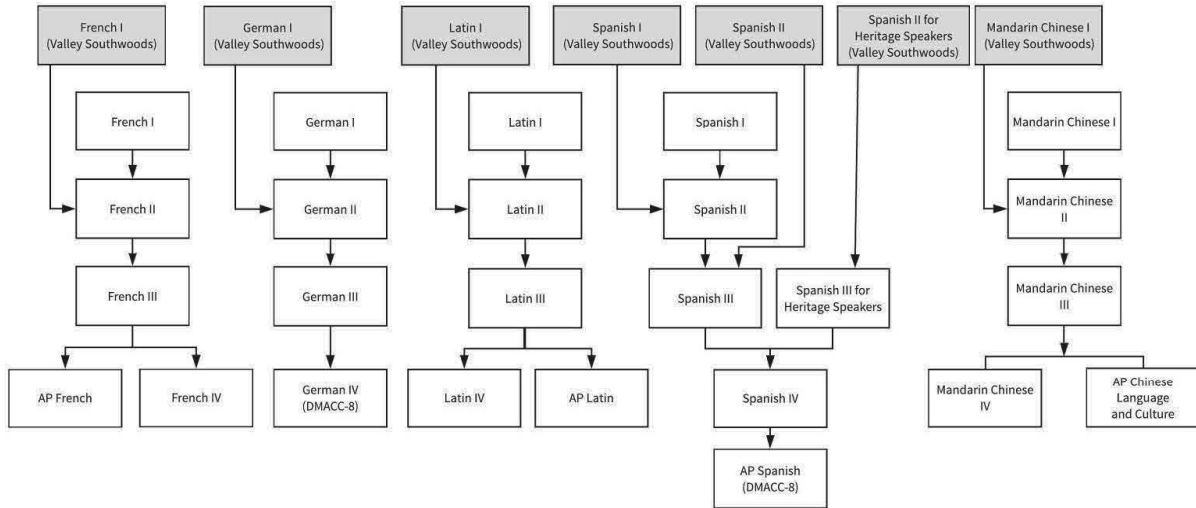 French I
(Valley Southwoods)
German I
(Valley Southwoods)
Latin I
(Valley Southwoods)
Spanish I
(Valley Southwoods)
Spanish II
(Valley Southwoods)
Spanish II for
Heritage Speakers
(Valley Southwoods)
Mandarin Chinese I
(Valley Southwoods)
French I
German I
Latin I
Spanish I
Mandarin Chinese I
French II
German II
Latin II
Spanish II
Mandarin Chinese
II
French III
German III
Latin III
Spanish III
Spanish III for
Heritage Speakers
Mandarin Chinese
III
AP French
French IV
German IV
(DMACC-8)
Latin IV
AP Latin
Spanish IV
Mandarin Chinese
IV
AP Chinese
Language
and Culture
AP Spanish
(DMACC-8)